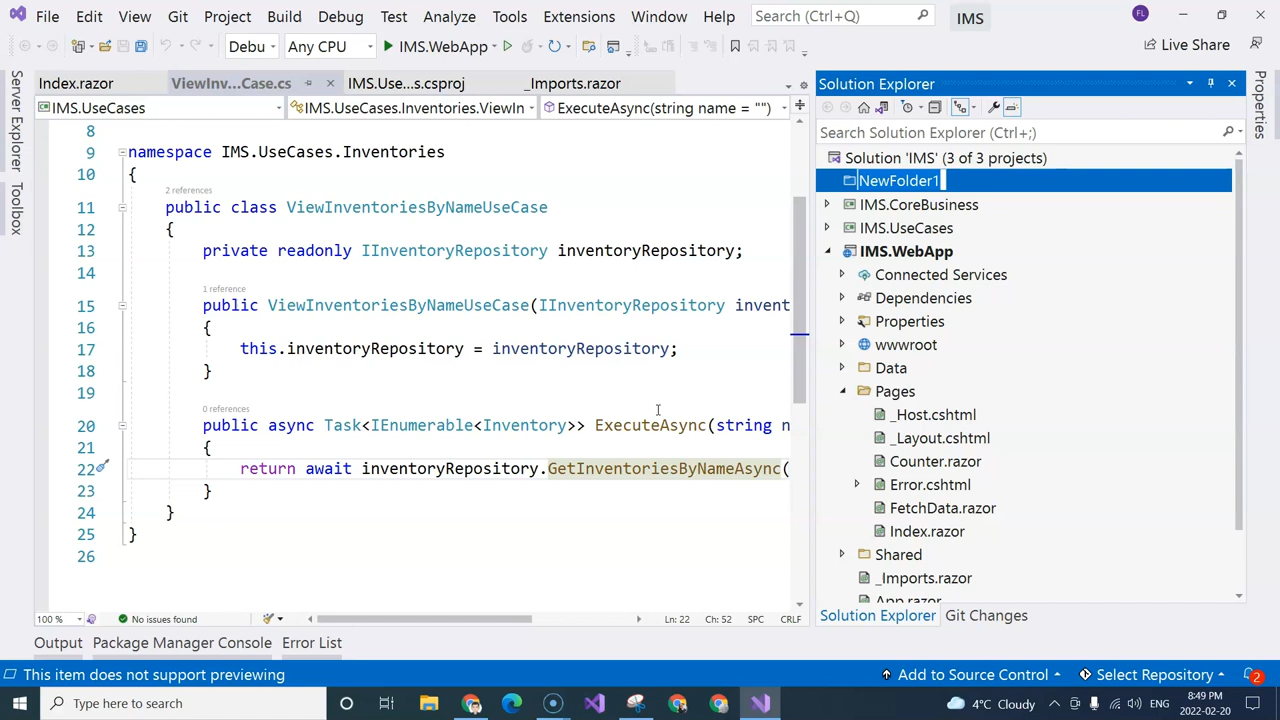 File Edit View Git Project Build Debug Test Analyze Tools Extensions Window Help Search (Ctrl+Q) IMS FL
Debu Any CPU IMS.WebApp Live Share
Server Explorer
Toolbox
Index.razor ViewInv...Case.cs IMS.Use...s.csproj _Imports.razor
IMS.UseCases IMS.UseCases.Inventories.ViewIn ExecuteAsync(string name = "")
8
9 namespace IMS.UseCases.Inventories
10 {
2 references
11 public class ViewInventoriesByNameUseCase
12 {
13 private readonly IInventoryRepository inventoryRepository;
14
1 reference
15 public ViewInventoriesByNameUseCase(IInventoryRepository invent
16 {
17 this.inventoryRepository = inventoryRepository;
18 }
19
0 references
20 public async Task<IEnumerable<Inventory>> ExecuteAsync(string n
21 {
22 return await inventoryRepository.GetInventoriesByNameAsync(
23 }
24 }
25 }
26
100 % No issues found Ln: 22 Ch: 52 SPC CRLF
Solution Explorer
Search Solution Explorer (Ctrl+;)
Solution 'IMS' (3 of 3 projects)
NewFolder1
IMS.CoreBusiness
IMS.UseCases
IMS.WebApp
Connected Services
Dependencies
Properties
wwwroot
Data
Pages
_Host.cshtml
_Layout.cshtml
Counter.razor
Error.cshtml
FetchData.razor
Index.razor
Shared
_Imports.razor
App.razor
Solution Explorer Git Changes
Properties
Output Package Manager Console Error List
This item does not support previewing Add to Source Control Select Repository 2
Type here to search 4°C Cloudy 8:49 PM
2022-02-20